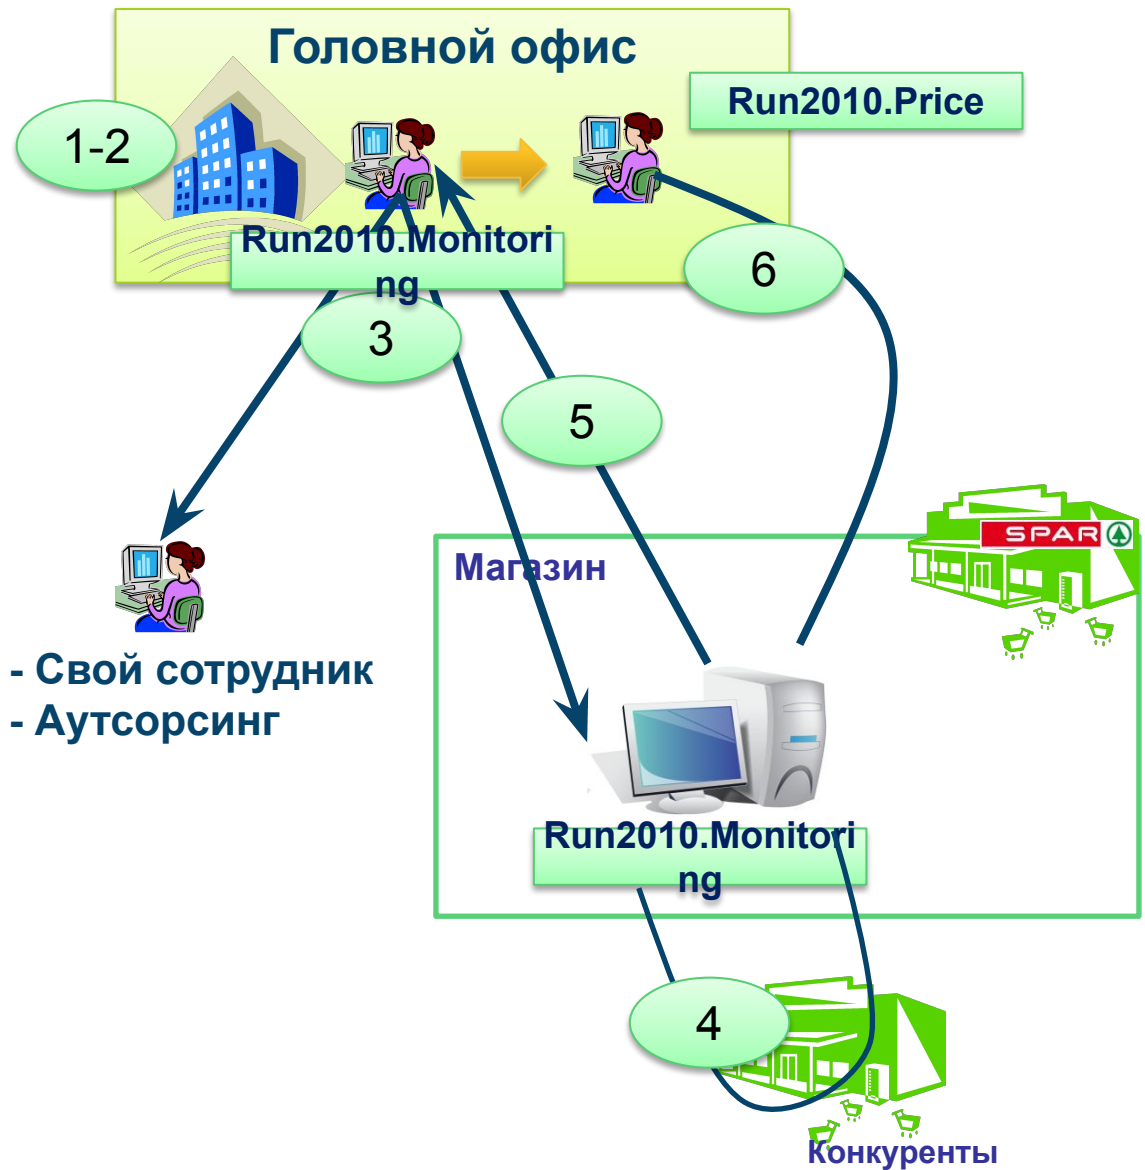 Головной офис
Run2010.Price
1-2
Run2010.Monitori
ng
6
3
5
SPAR
Магазин
- Свой сотрудник
- Аутсорсинг
Run2010.Monitori
ng
4
Конкуренты